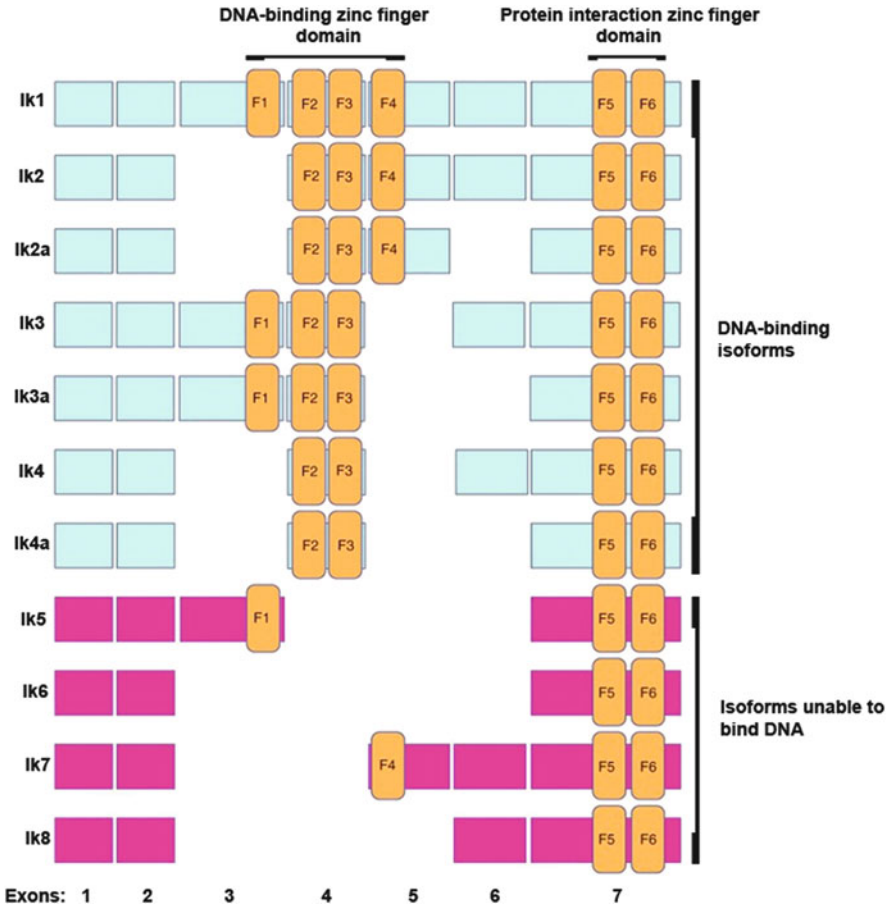 DNA-binding zinc finger
domain
Protein interaction zinc finger
domain
Ik1 F1 F2 F3 F4 F5 F6
Ik2 F2 F3 F4 F5 F6
Ik2a F2 F3 F4 F5 F6
Ik3 F1 F2 F3 F5 F6
Ik3a F1 F2 F3 F5 F6
Ik4 F2 F3 F5 F6
Ik4a F2 F3 F5 F6
DNA-binding
isoforms
Ik5 F1 F5 F6
Ik6 F5 F6
Ik7 F4 F5 F6
Ik8 F5 F6
Isoforms unable to
bind DNA
Exons: 1 2 3 4 5 6 7